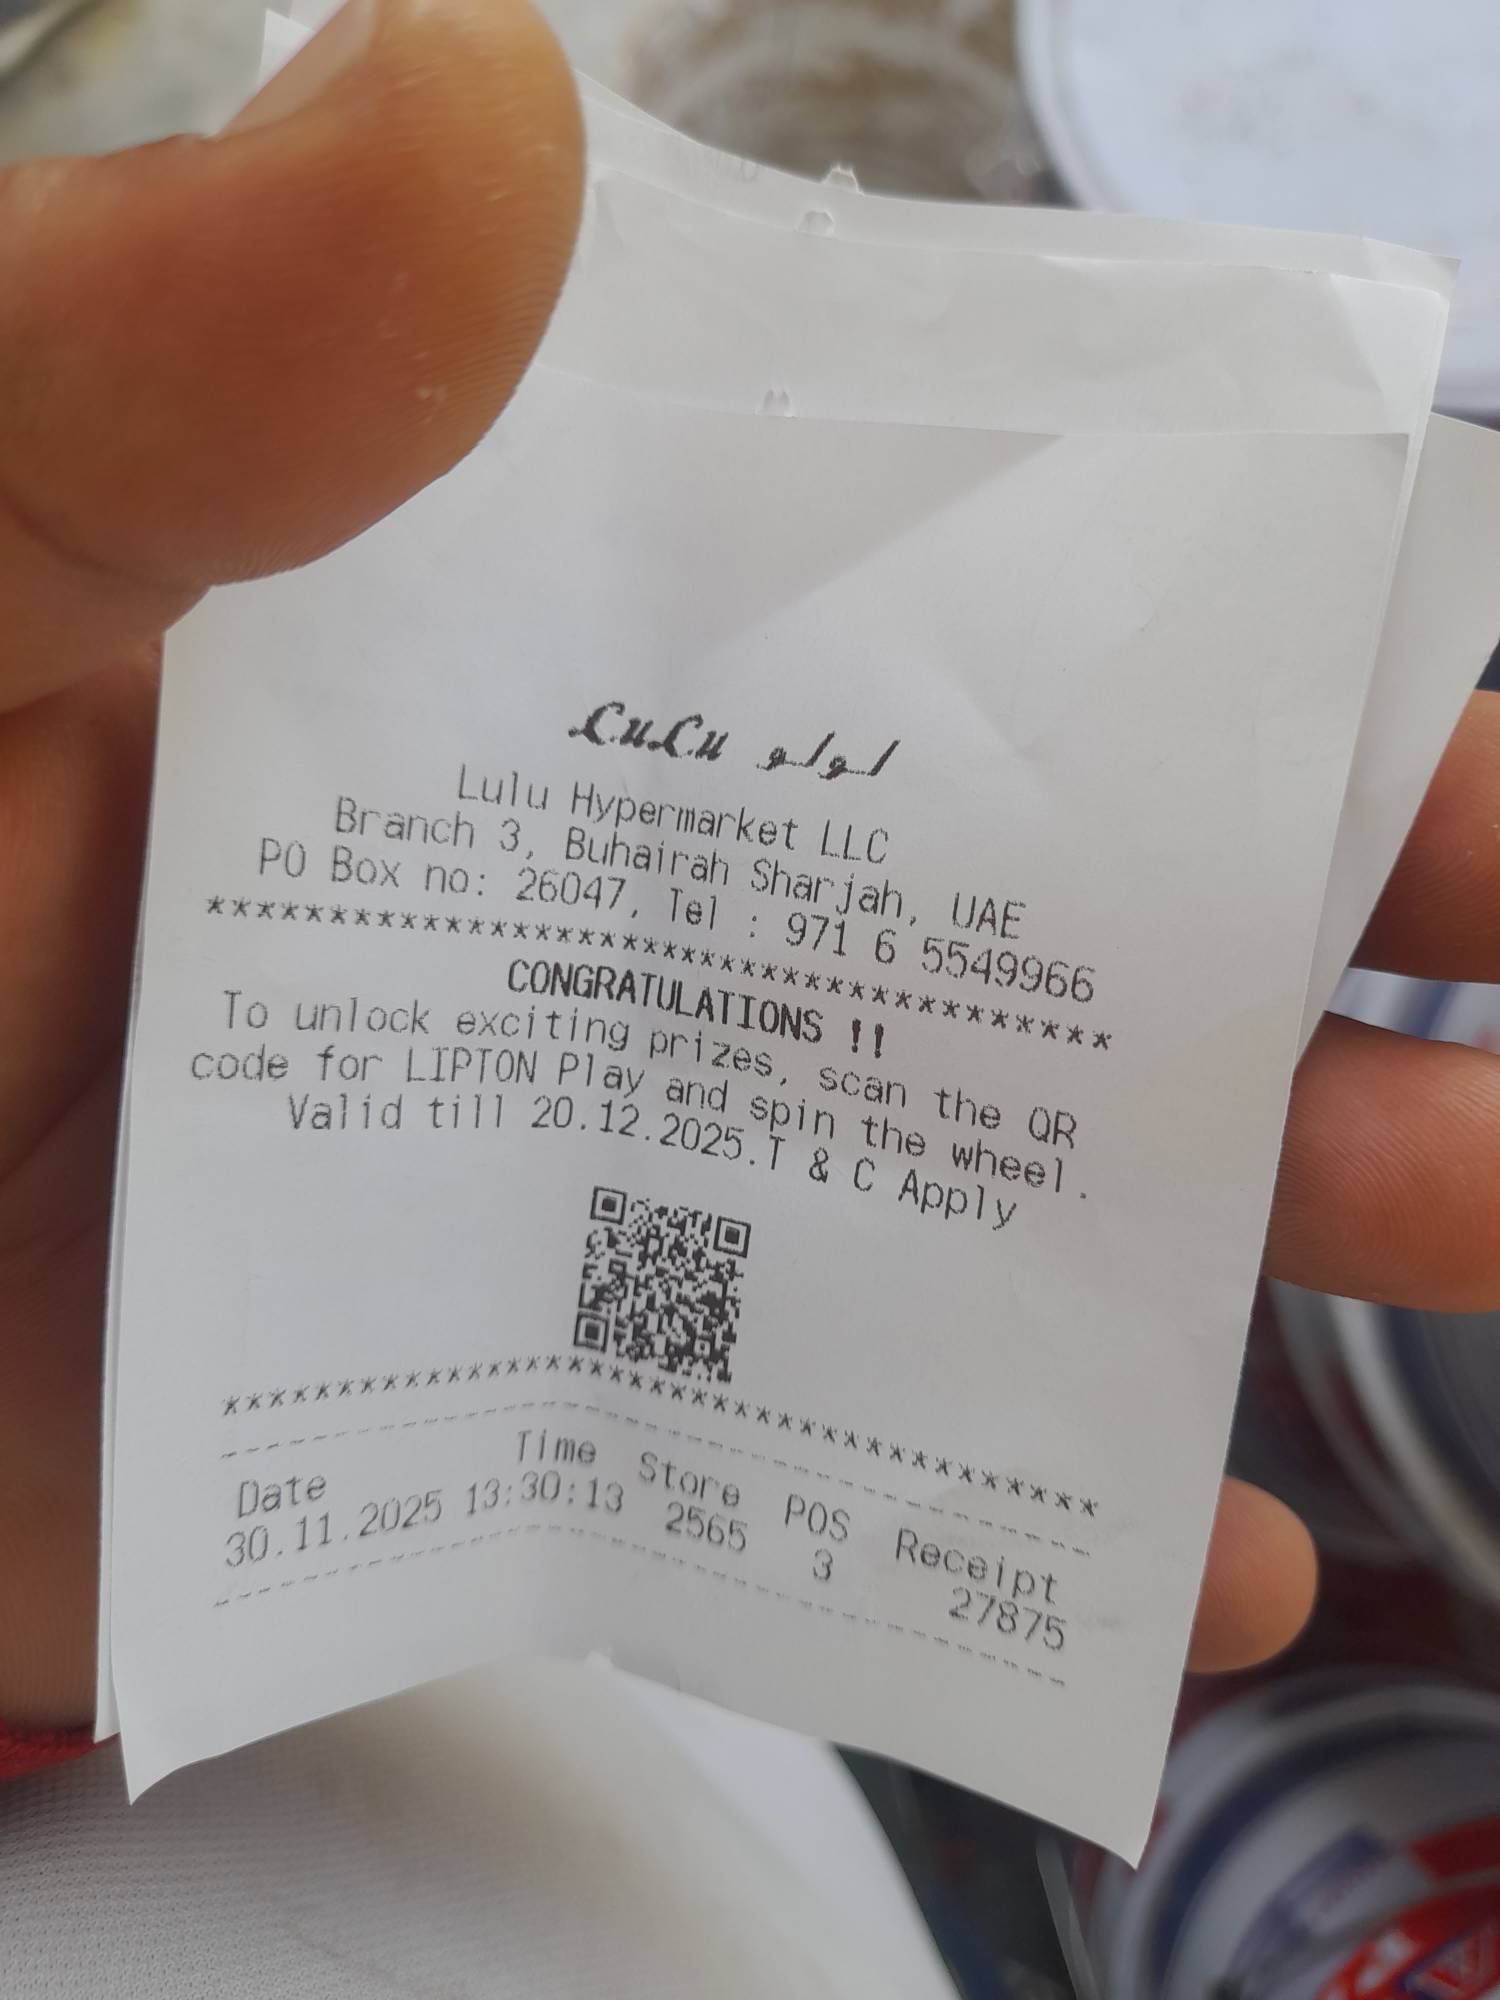 LuLu لولو
Lulu Hypermarket LLC
Branch 3, Buhairah Sharjah, UAE
PO Box no: 26047, Tel : 971 6 5549966
****************************************
CONGRATULATIONS !!
To unlock exciting prizes, scan the QR
code for LIPTON Play and spin the wheel.
Valid till 20.12.2025.T & C Apply
****************************************
----------------------------------------
Date Time Store POS Receipt
30.11.2025 13:30:13 2565 3 27875
----------------------------------------